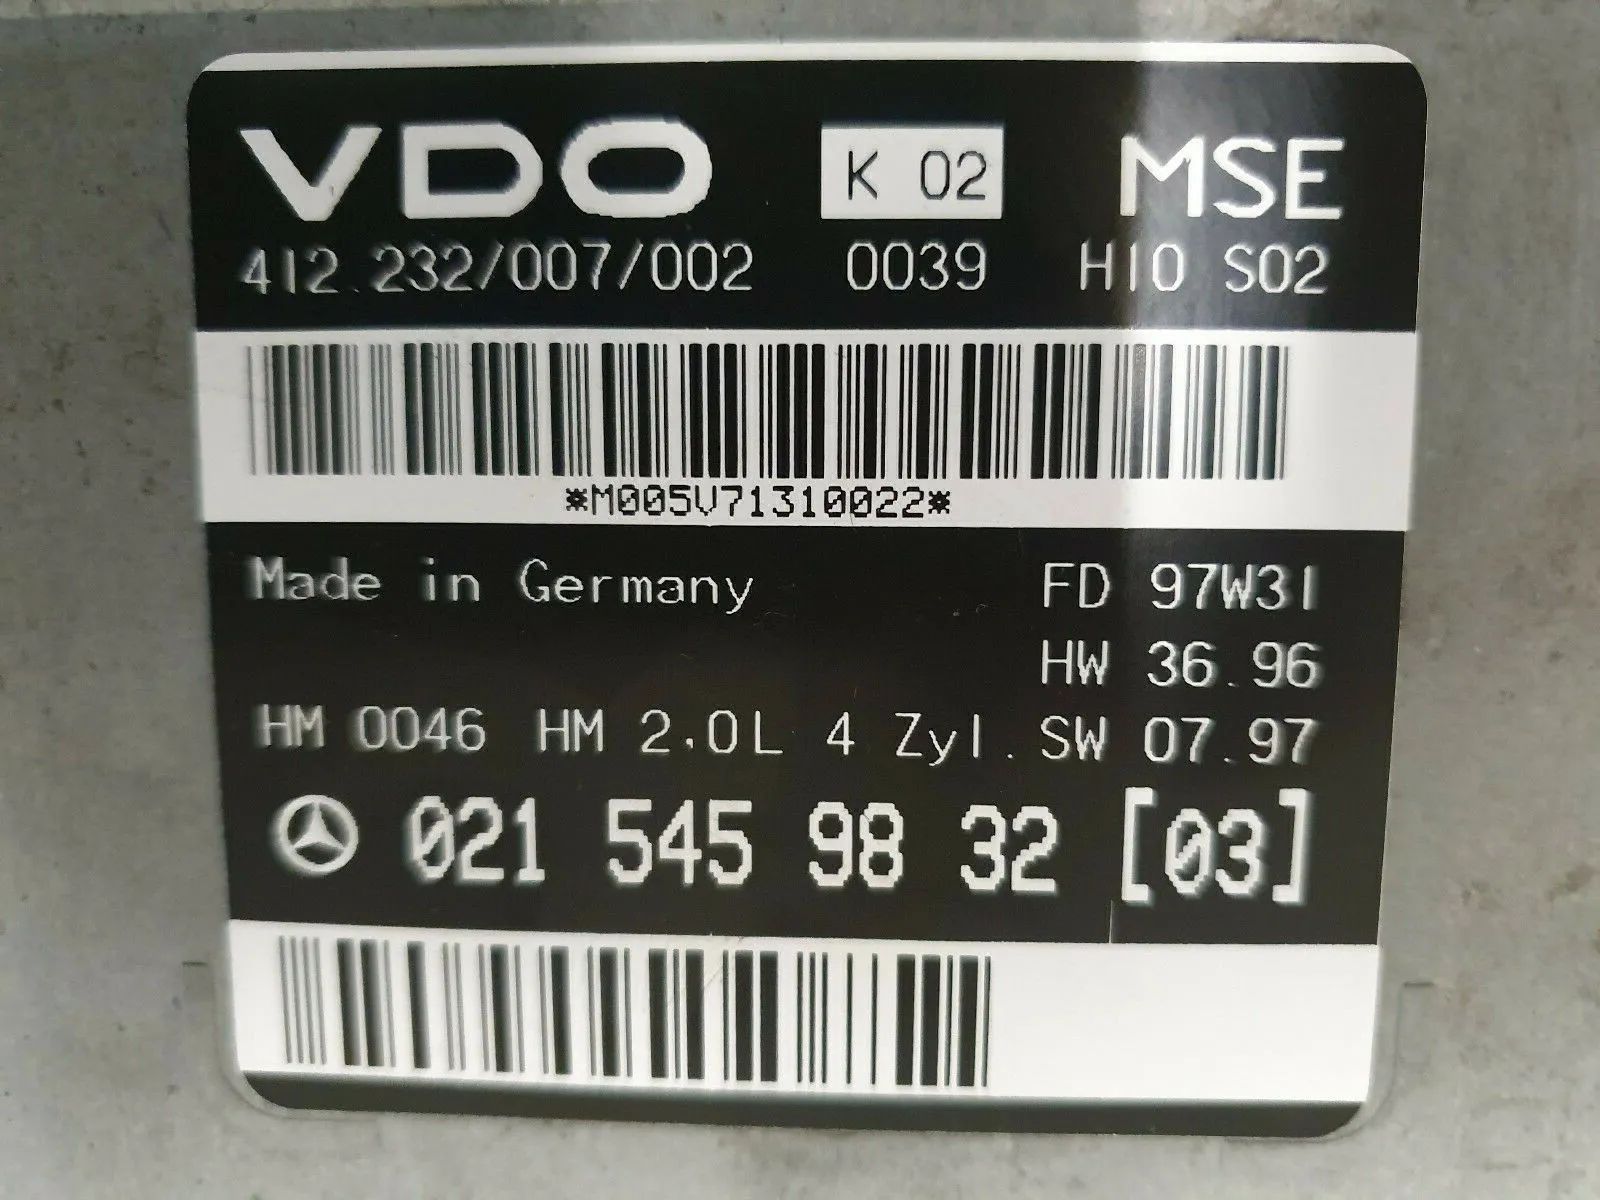 VDO K 02 MSE
412.232/007/002 0039 H10 S02
*M005V71310022*
Made in Germany FD 97W31
HW 36.96
HM 0046 HM 2.0L 4 Zyl. SW 07.97
021 545 98 32 [03]